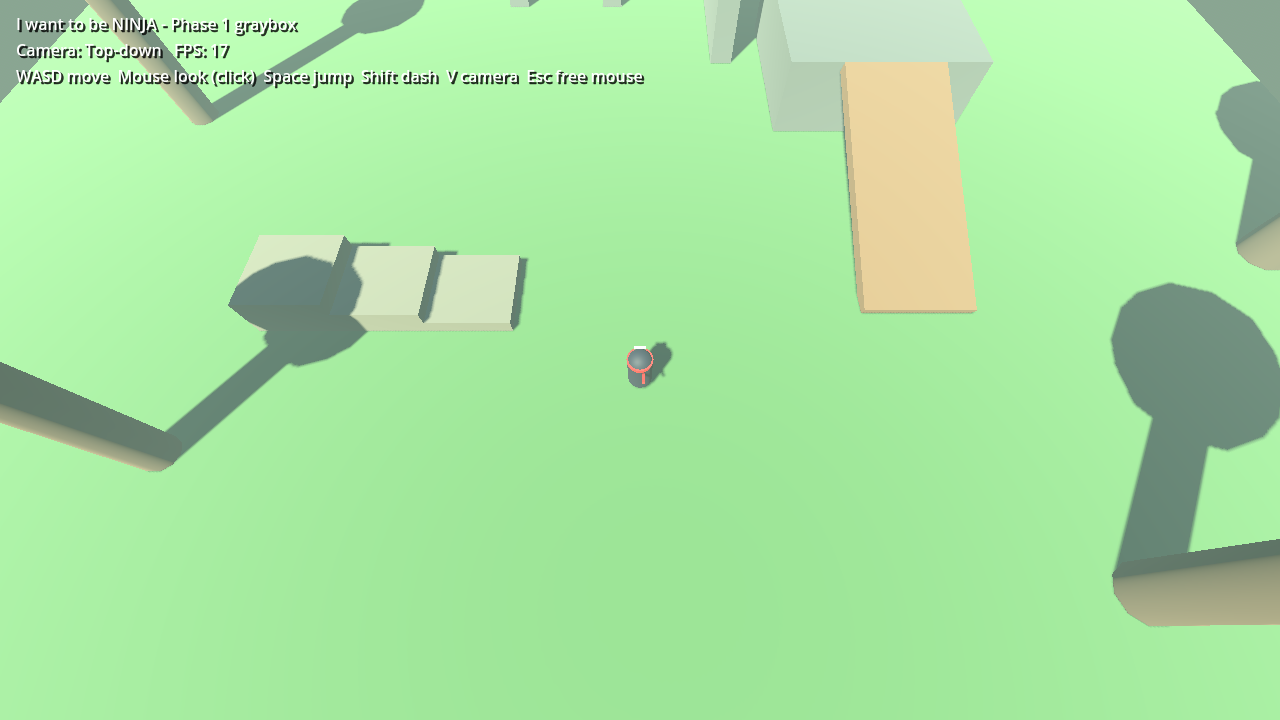 I want to be NINJA - Phase 1 graybox
Camera: Top-down  FPS: 17
WASD move  Mouse look (click)  Space jump  Shift dash  V camera  Esc free mouse